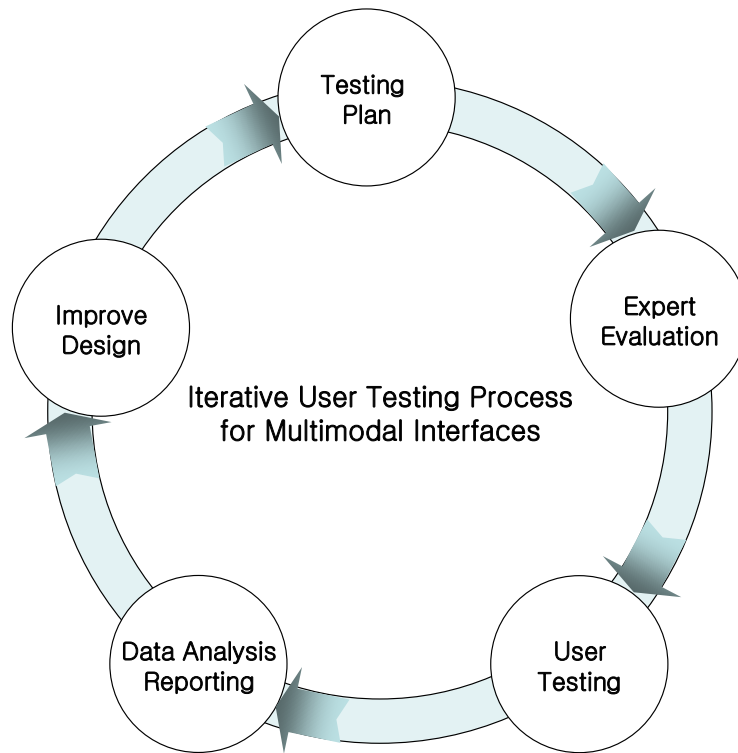 Testing
Plan
Expert
Evaluation
Improve
Design
Iterative User Testing Process
for Multimodal Interfaces
Data Analysis
Reporting
User
Testing